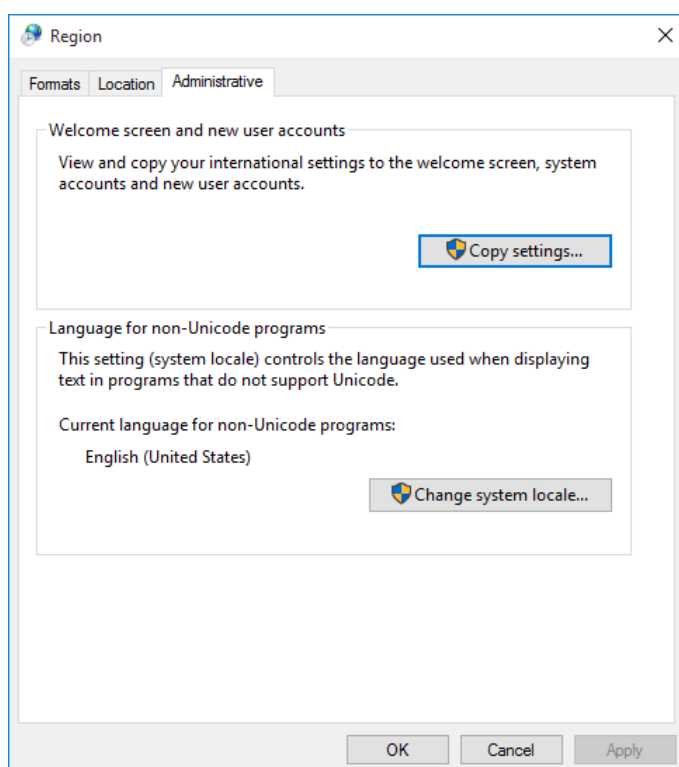 Region
Formats Location Administrative
Welcome screen and new user accounts
View and copy your international settings to the welcome screen, system
accounts and new user accounts.
Copy settings...
Language for non-Unicode programs
This setting (system locale) controls the language used when displaying
text in programs that do not support Unicode.
Current language for non-Unicode programs:
English (United States)
Change system locale...
OK Cancel Apply